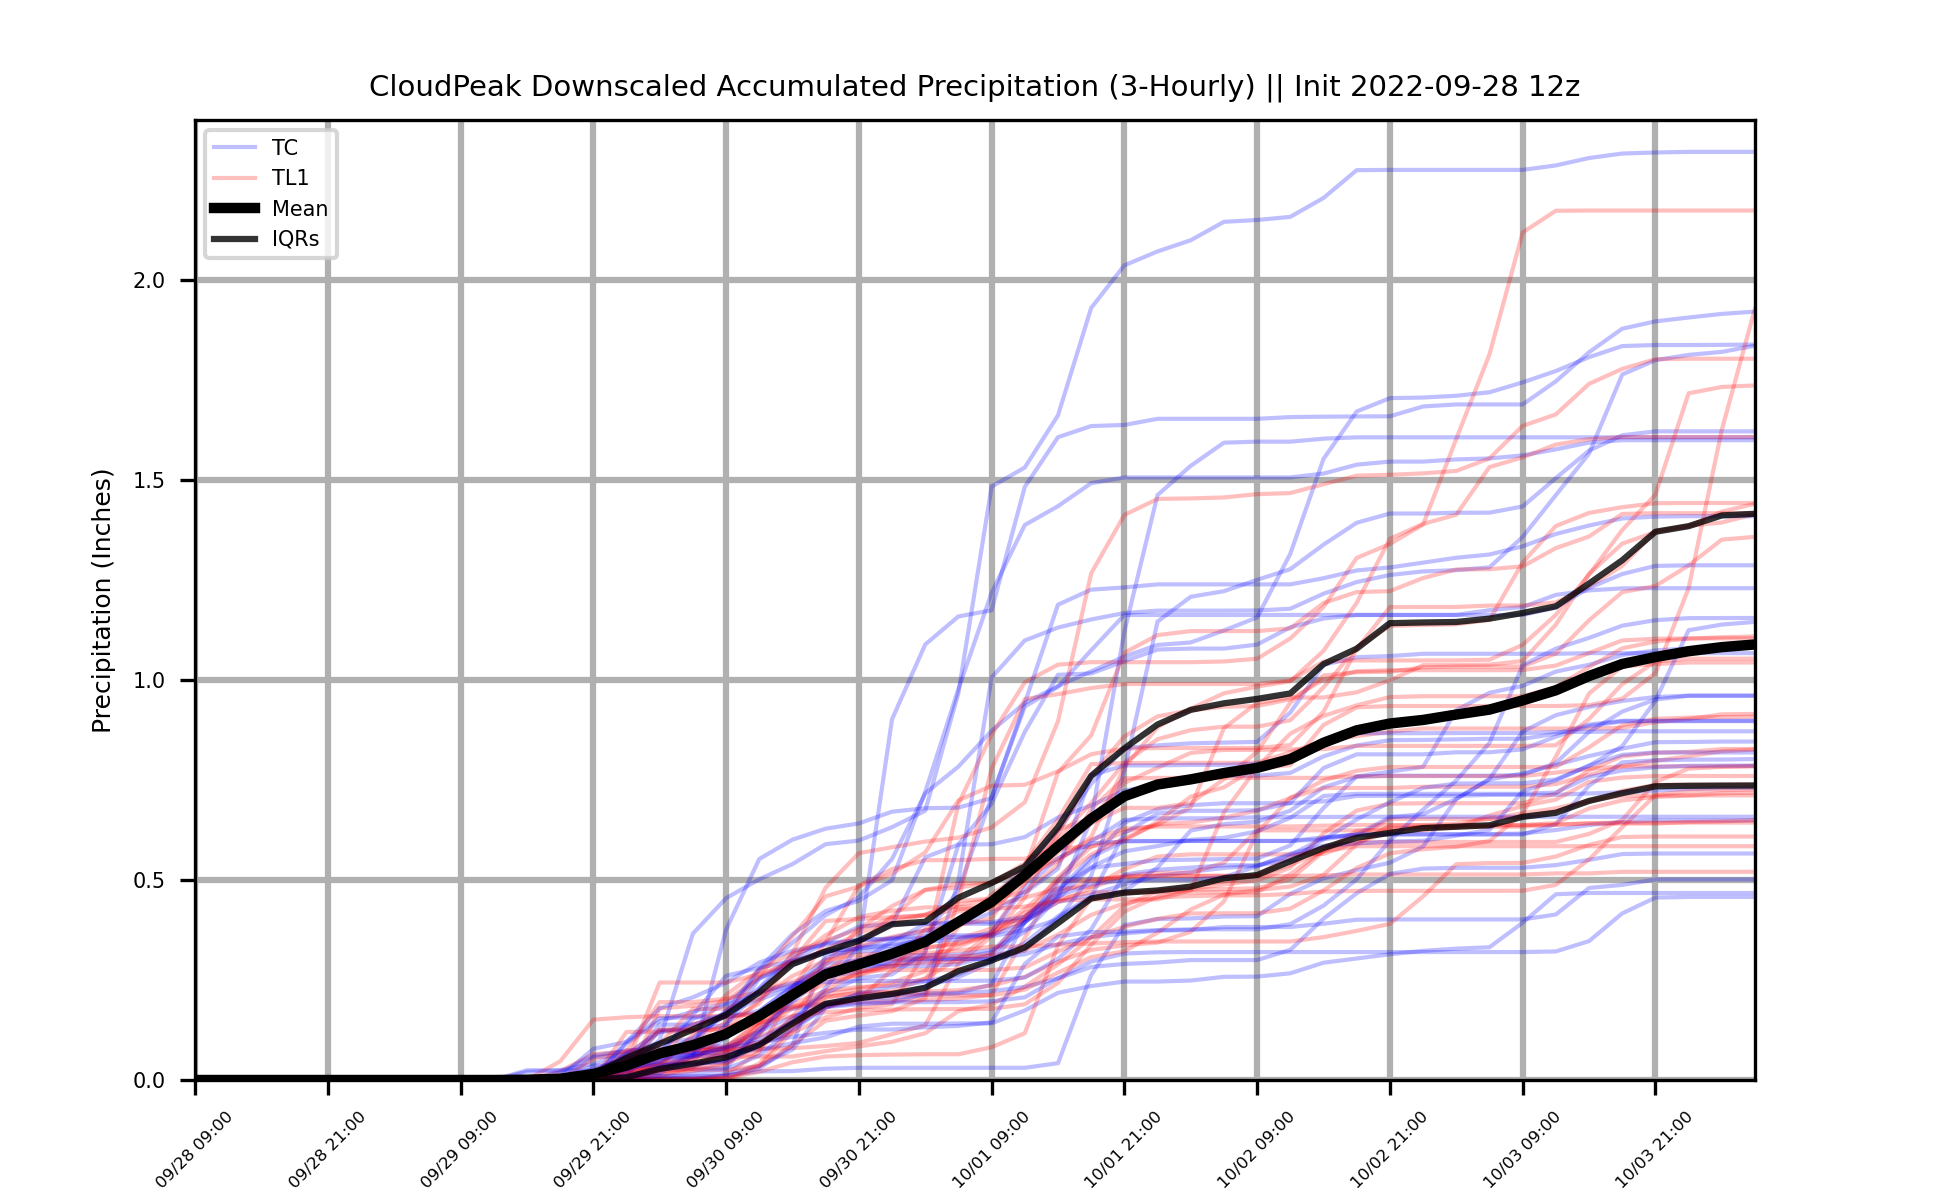 CloudPeak Downscaled Accumulated Precipitation (3-Hourly) || Init 2022-09-28 12z
TC
TL1
Mean
IQRs
Precipitation (Inches)
2.0
1.5
1.0
0.5
0.0
09/28 09:00
09/28 21:00
09/29 09:00
09/29 21:00
09/30 09:00
09/30 21:00
10/01 09:00
10/01 21:00
10/02 09:00
10/02 21:00
10/03 09:00
10/03 21:00